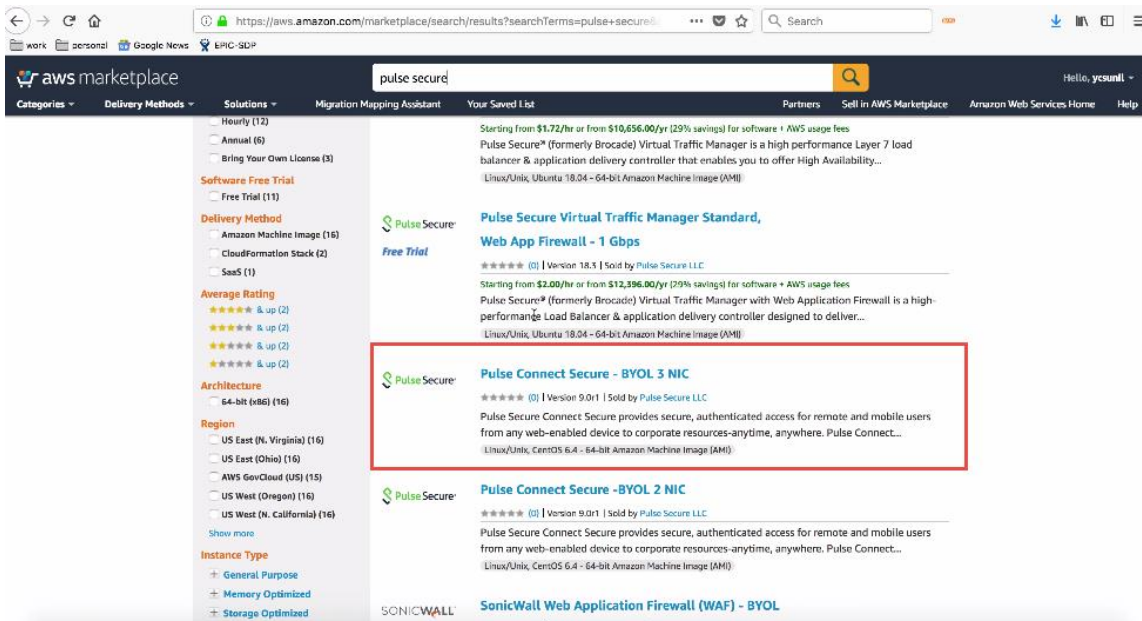 https://aws.amazon.com/marketplace/search/results?searchTerms=pulse+secure&
Search
work personal Google News EPIC-SDP
aws marketplace
pulse secure
Hello, ycsunil
Categories Delivery Methods Solutions Migration Mapping Assistant Your Saved List Partners Sell in AWS Marketplace Amazon Web Services Home Help
Hourly (12)
Annual (6)
Bring Your Own License (3)
Software Free Trial
Free Trial (11)
Delivery Method
Amazon Machine Image (16)
CloudFormation Stack (2)
SaaS (1)
Average Rating
& up (2)
& up (2)
& up (2)
& up (2)
Architecture
64-bit (x86) (16)
Region
US East (N. Virginia) (16)
US East (Ohio) (16)
AWS GovCloud (US) (15)
US West (Oregon) (16)
US West (N. California) (16)
Show more
Instance Type
General Purpose
Memory Optimized
Storage Optimized
Starting from $1.72/hr or from $10,656.00/yr (29% savings) for software + AWS usage fees
Pulse Secure® (formerly Brocade) Virtual Traffic Manager is a high performance Layer 7 load
balancer & application delivery controller that enables you to offer High Availability...
Linux/Unix, Ubuntu 18.04 - 64-bit Amazon Machine Image (AMI)
Pulse Secure
Free Trial
Pulse Secure Virtual Traffic Manager Standard,
Web App Firewall - 1 Gbps
(0) | Version 18.3 | Sold by Pulse Secure LLC
Starting from $2.00/hr or from $12,396.00/yr (29% savings) for software + AWS usage fees
Pulse Secure® (formerly Brocade) Virtual Traffic Manager with Web Application Firewall is a high-
performance Load Balancer & application delivery controller designed to deliver...
Linux/Unix, Ubuntu 18.04 - 64-bit Amazon Machine Image (AMI)
Pulse Secure
Pulse Connect Secure - BYOL 3 NIC
(0) | Version 9.0r1 | Sold by Pulse Secure LLC
Pulse Secure Connect Secure provides secure, authenticated access for remote and mobile users
from any web-enabled device to corporate resources-anytime, anywhere. Pulse Connect...
Linux/Unix, CentOS 6.4 - 64-bit Amazon Machine Image (AMI)
Pulse Secure
Pulse Connect Secure -BYOL 2 NIC
(0) | Version 9.0r1 | Sold by Pulse Secure LLC
Pulse Secure Connect Secure provides secure, authenticated access for remote and mobile users
from any web-enabled device to corporate resources-anytime, anywhere. Pulse Connect...
Linux/Unix, CentOS 6.4 - 64-bit Amazon Machine Image (AMI)
SONICWALL
SonicWall Web Application Firewall (WAF) - BYOL